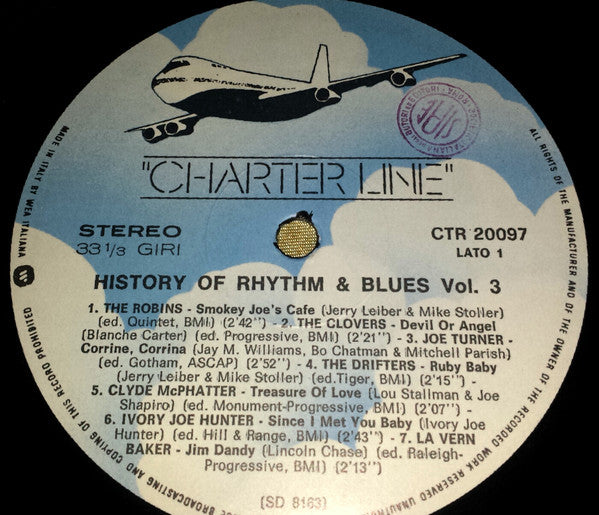 "CHARTER LINE"
STEREO
33 1/3 GIRI
CTR 20097
LATO 1
HISTORY OF RHYTHM & BLUES Vol. 3
1. THE ROBINS - Smokey Joe's Cafe (Jerry Leiber & Mike Stoller)
(ed. Quintet, BMI) (2'42'') - 2. THE CLOVERS - Devil Or Angel
(Blanche Carter) (ed. Progressive, BMI) (2'21'') - 3. JOE TURNER -
Corrine, Corrina (Jay M. Williams, Bo Chatman & Mitchell Parish)
(ed. Gotham, ASCAP) (2'52'') - 4. THE DRIFTERS - Ruby Baby
(Jerry Leiber & Mike Stoller) (ed.Tiger, BMI) (2'15'') -
5. CLYDE McPHATTER - Treasure Of Love (Lou Stallman & Joe
Shapiro) (ed. Monument-Progressive, BMI) (2'07'') -
6. IVORY JOE HUNTER - Since I Met You Baby (Ivory Joe
Hunter) (ed. Hill & Range, BMI) (2'43'') - 7. LA VERN
BAKER - Jim Dandy (Lincoln Chase) (ed. Raleigh-
Progressive, BMI) (2'13'')
(SD 8163)
MADE IN ITALY BY WEA ITALIANA
ALL RIGHTS OF THE MANUFACTURER AND OF THE OWNER OF THE RECORDED WORK RESERVED UNAUTHOR
BROADCASTING AND COPYING OF THIS RECORD PROHIBITED
SIAE